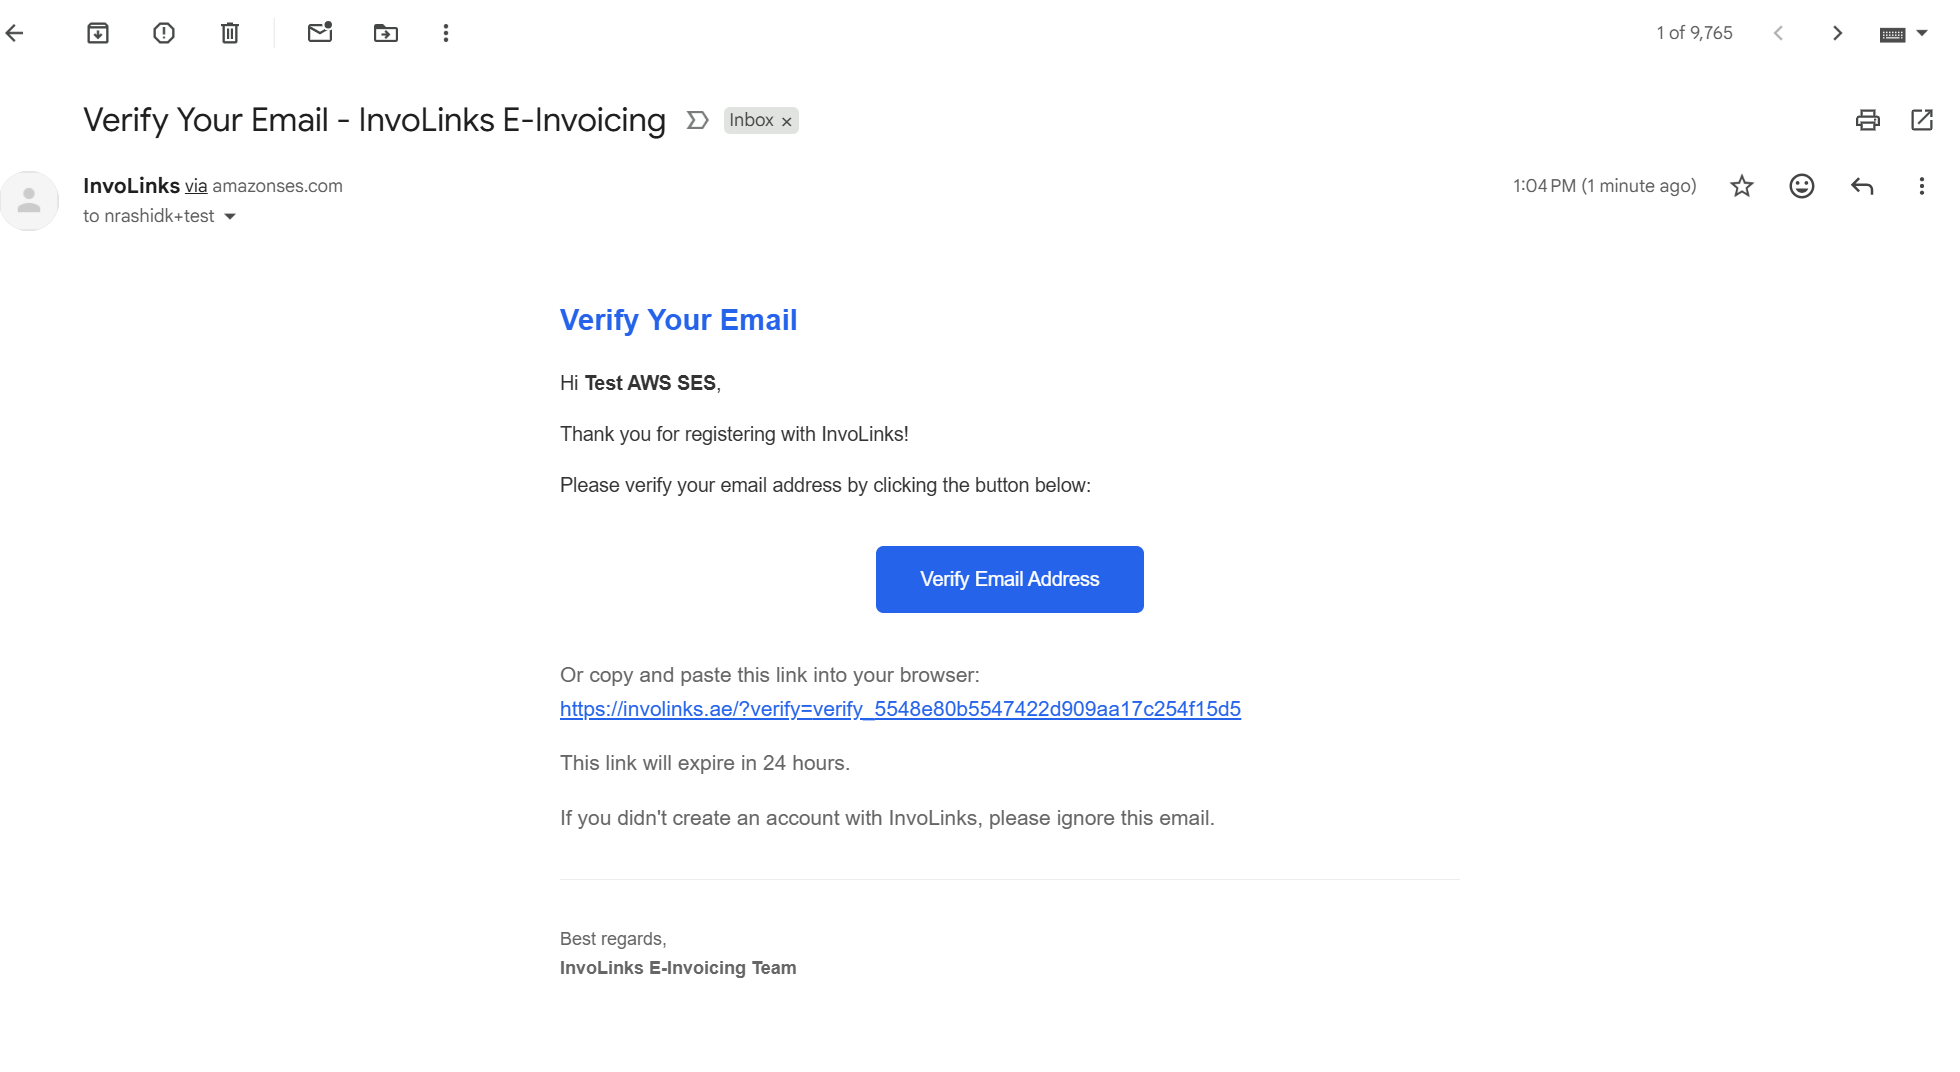 1 of 9,765
Verify Your Email - InvoLinks E-Invoicing
Inbox ×
InvoLinks via amazonses.com
1:04 PM (1 minute ago)
to nrashidk+test
Verify Your Email
Hi Test AWS SES,
Thank you for registering with InvoLinks!
Please verify your email address by clicking the button below:
Verify Email Address
Or copy and paste this link into your browser:
https://involinks.ae/?verify=verify_5548e80b5547422d909aa17c254f15d5
This link will expire in 24 hours.
If you didn't create an account with InvoLinks, please ignore this email.
Best regards,
InvoLinks E-Invoicing Team